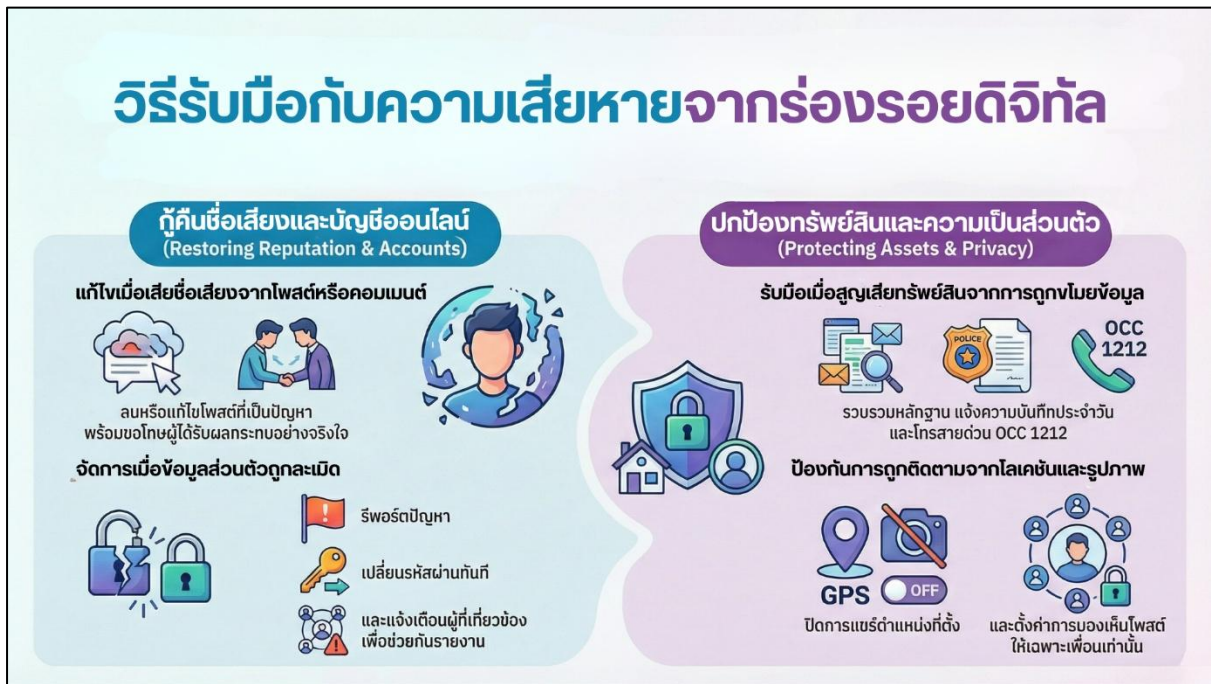 วิธีรับมือกับความเสียหายจากร่องรอยดิจิทัล
กู้คืนชื่อเสียงและบัญชีออนไลน์
(Restoring Reputation & Accounts)
แก้ไขเมื่อเสียชื่อเสียงจากโพสต์หรือคอมเมนต์
ลบหรือแก้ไขโพสต์ที่เป็นปัญหา
พร้อมขอโทษผู้ได้รับผลกระทบอย่างจริงใจ
จัดการเมื่อข้อมูลส่วนตัวถูกละเมิด
รีพอร์ตปัญหา
เปลี่ยนรหัสผ่านทันที
และแจ้งเตือนผู้ที่เกี่ยวข้อง
เพื่อช่วยกันรายงาน
ปกป้องทรัพย์สินและความเป็นส่วนตัว
(Protecting Assets & Privacy)
รับมือเมื่อสูญเสียทรัพย์สินจากการถูกขโมยข้อมูล
POLICE
OCC
1212
รวบรวมหลักฐาน แจ้งความบันทึกประจำวัน
และโทรสายด่วน OCC 1212
ป้องกันการถูกติดตามจากโลเคชันและรูปภาพ
GPS OFF
ปิดการแชร์ตำแหน่งที่ตั้ง
และตั้งค่าการมองเห็นโพสต์
ให้เฉพาะเพื่อนเท่านั้น